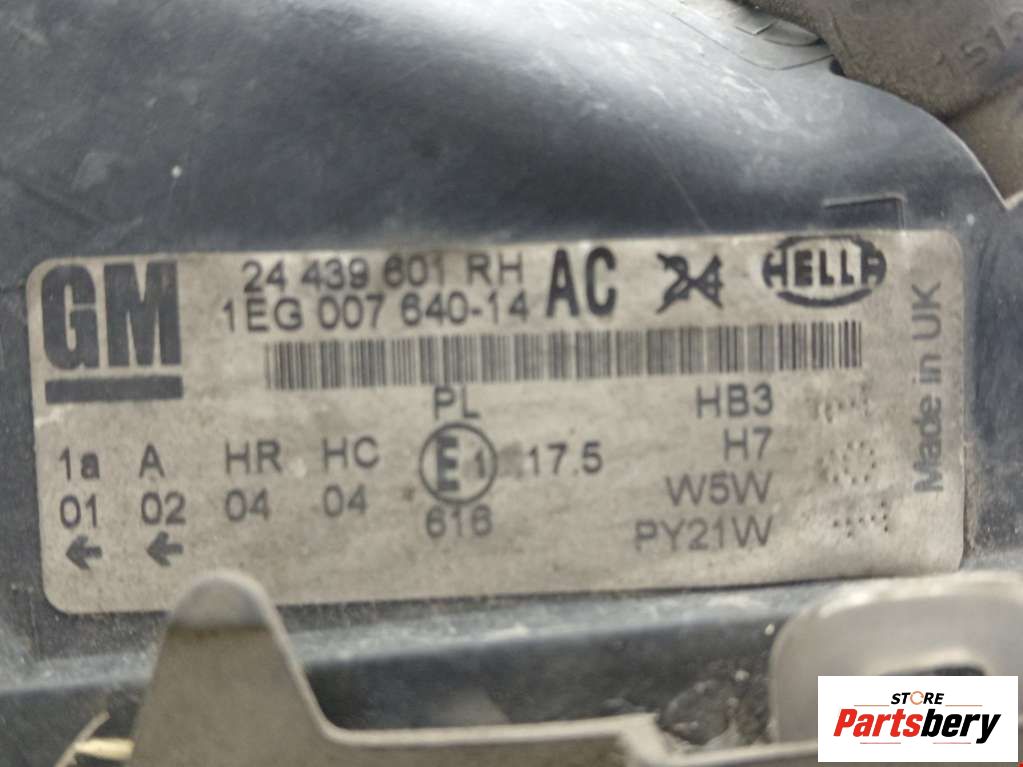 GM
24 439 601 RH
1EG 007 640-14
AC
24
HELLA
PL
HB3
1a A HR HC E1 17.5 H7
01 02 04 04 616 W5W
PY21W
Made in UK
STORE
Partsbery